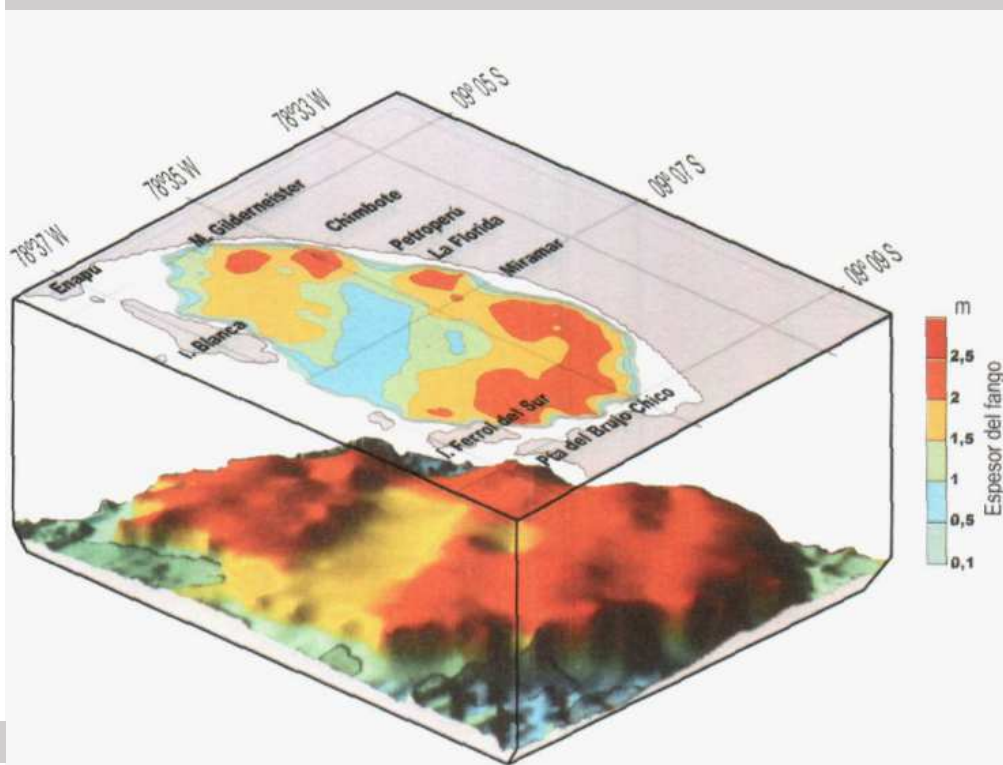 78°33 W
09° 05 S
78°35 W
09° 07 S
78°37 W
09° 09 S
M. Gildemeister
Chimbote
Petroperú
La Florida
Miramar
Enapú
I. Blanca
I. Ferrol del Sur
Pta del Brujo Chico
m
2,5
2
1,5
1
0,5
0,1
Espesor del fango